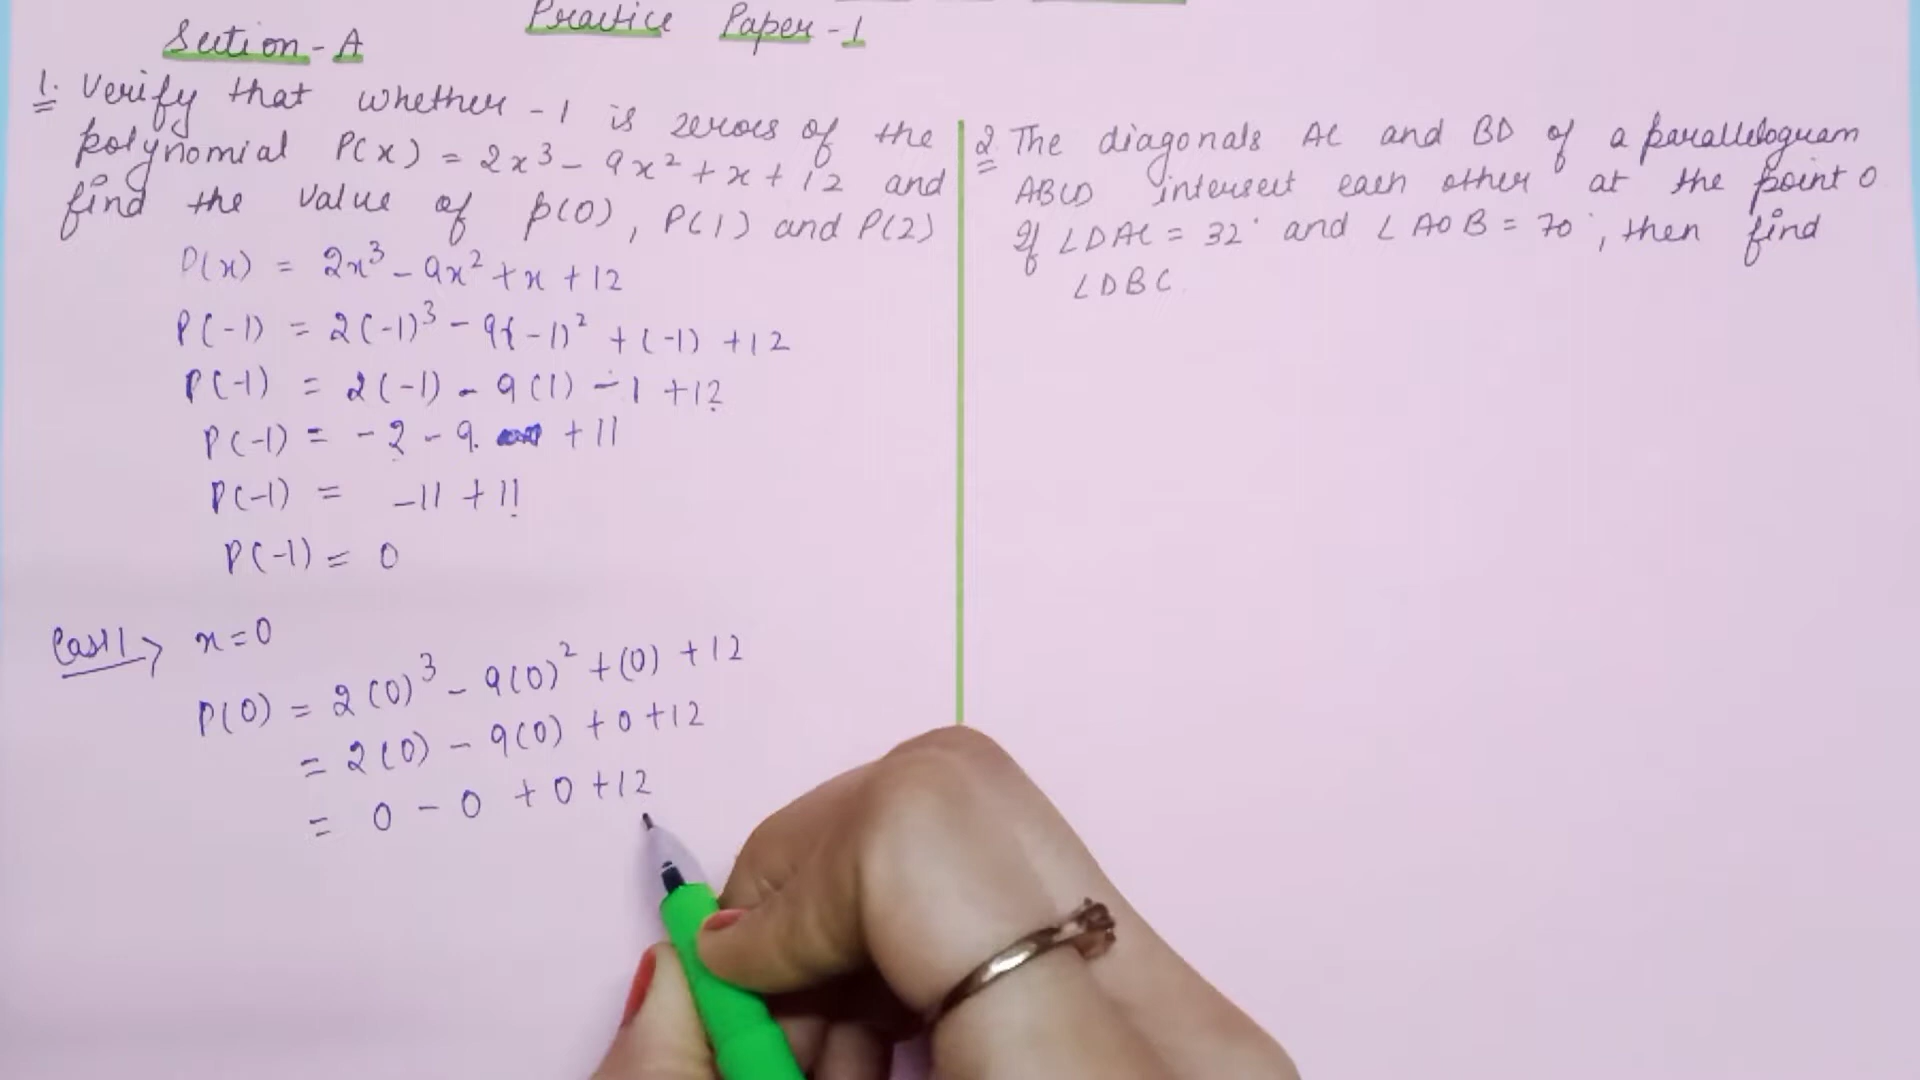 Practice Paper - 1
Section - A
1. Verify that whether -1 is zeroes of the
polynomial P(x) = 2x³ - 9x² + x + 12 and
find the value of p(0), P(1) and P(2)
P(x) = 2x³ - 9x² + x + 12
P(-1) = 2(-1)³ - 9(-1)² + (-1) + 12
P(-1) = 2(-1) - 9(1) - 1 + 12
P(-1) = -2 - 9 + 11
P(-1) = -11 + 11
P(-1) = 0
Case 1 > x = 0
P(0) = 2(0)³ - 9(0)² + (0) + 12
= 2(0) - 9(0) + 0 + 12
= 0 - 0 + 0 + 12
2. The diagonals AC and BD of a parallelogram
ABCD intersect each other at the point O
If ∠DAC = 32° and ∠AOB = 70°, then find
∠DBC.